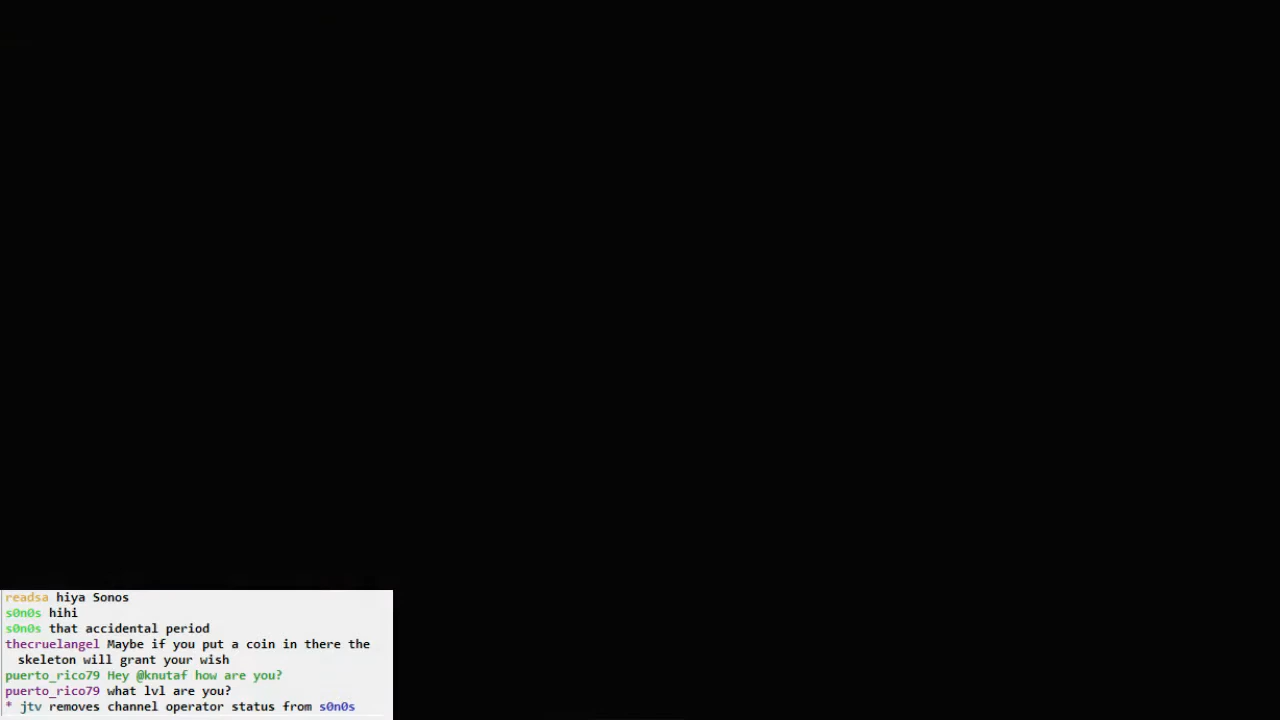 readsa hiya Sonos
s0n0s hihi
s0n0s that accidental period
thecruelangel Maybe if you put a coin in there the
skeleton will grant your wish
puerto_rico79 Hey @knutaf how are you?
puerto_rico79 what lvl are you?
* jtv removes channel operator status from s0n0s